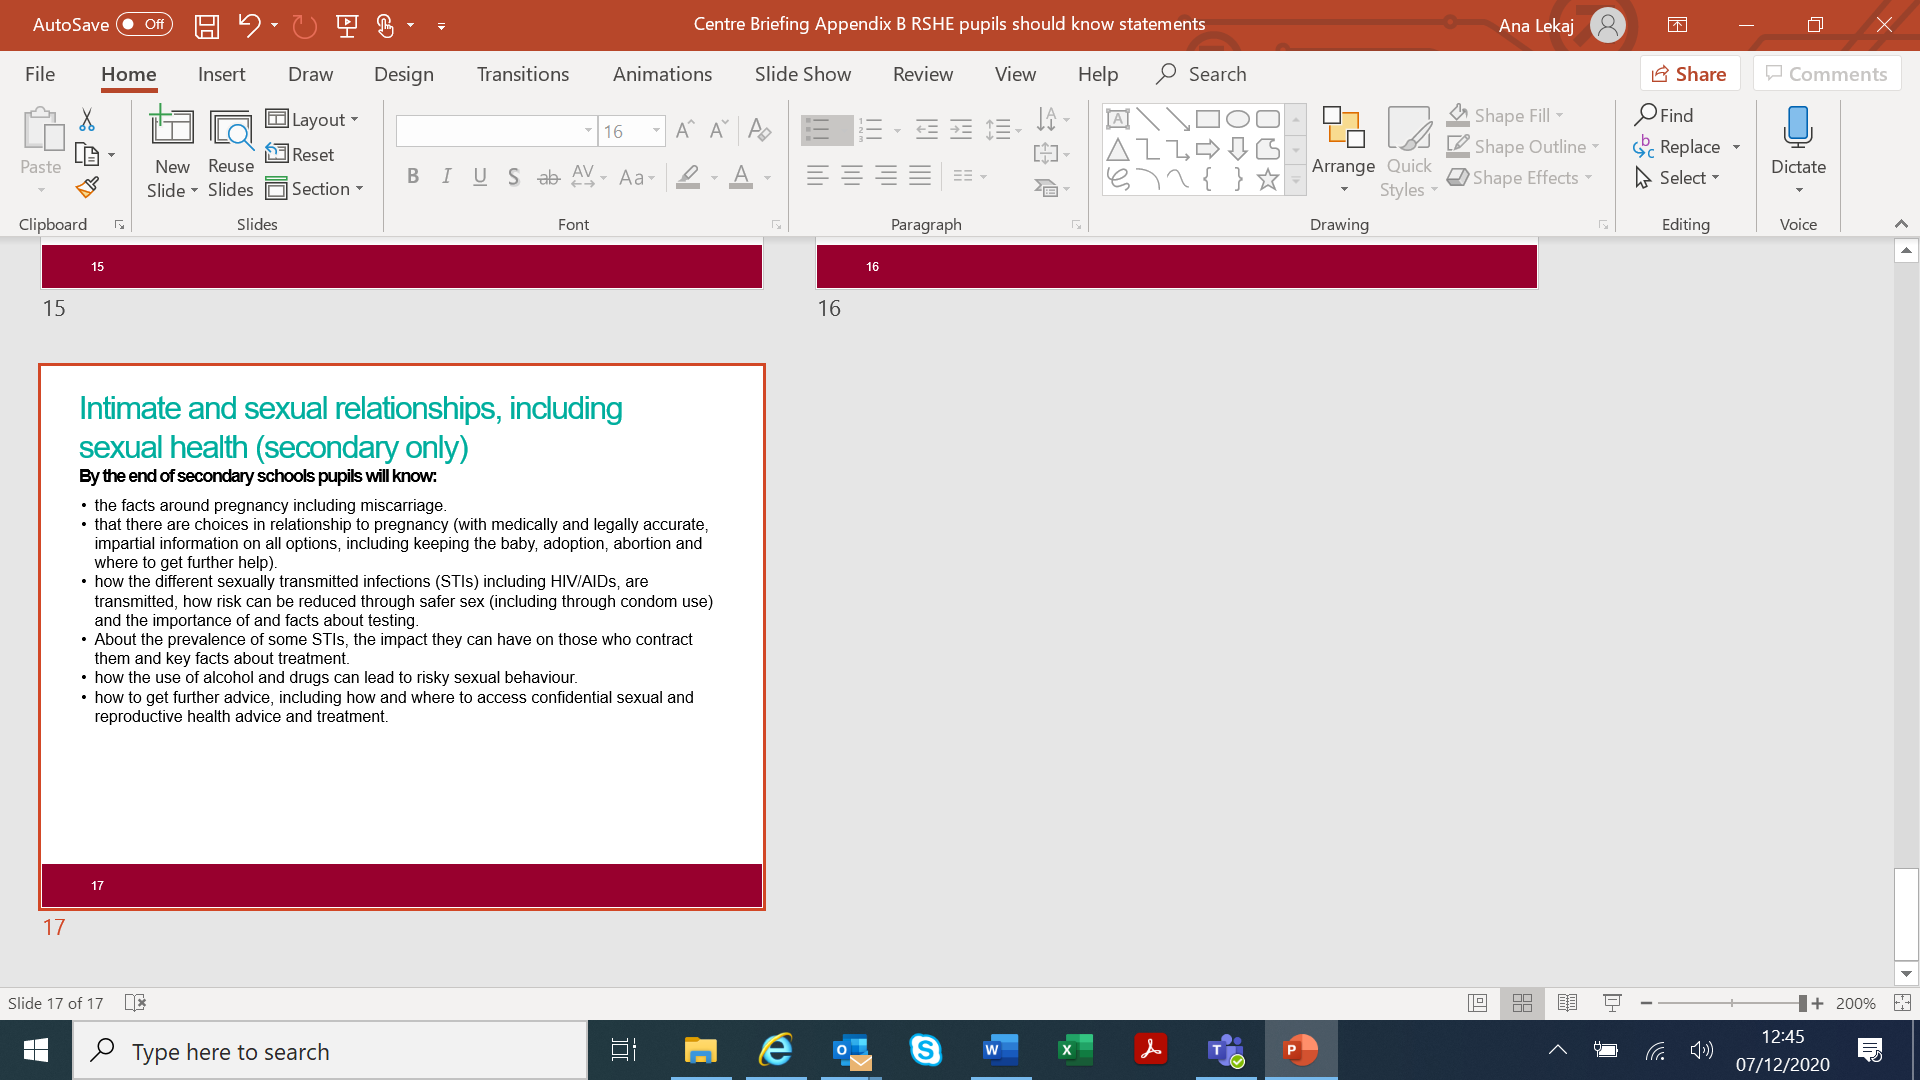 AutoSave Off
Centre Briefing Appendix B RSHE pupils should know statements
Ana Lekaj
File Home Insert Draw Design Transitions Animations Slide Show Review View Help Search Share Comments
Paste
New Slide
Reuse Slides
Layout
Reset
Section
16
B I U S ab AV Aa A
Arrange
Quick Styles
Shape Fill
Shape Outline
Shape Effects
Find
Replace
Select
Dictate
Clipboard Slides Font Paragraph Drawing Editing Voice
15
16
15
16
Intimate and sexual relationships, including
sexual health (secondary only)
By the end of secondary schools pupils will know:
• the facts around pregnancy including miscarriage.
• that there are choices in relationship to pregnancy (with medically and legally accurate,
impartial information on all options, including keeping the baby, adoption, abortion and
where to get further help).
• how the different sexually transmitted infections (STIs) including HIV/AIDs, are
transmitted, how risk can be reduced through safer sex (including through condom use)
and the importance of and facts about testing.
• About the prevalence of some STIs, the impact they can have on those who contract
them and key facts about treatment.
• how the use of alcohol and drugs can lead to risky sexual behaviour.
• how to get further advice, including how and where to access confidential sexual and
reproductive health advice and treatment.
17
17
Slide 17 of 17
200%
Type here to search
12:45
07/12/2020